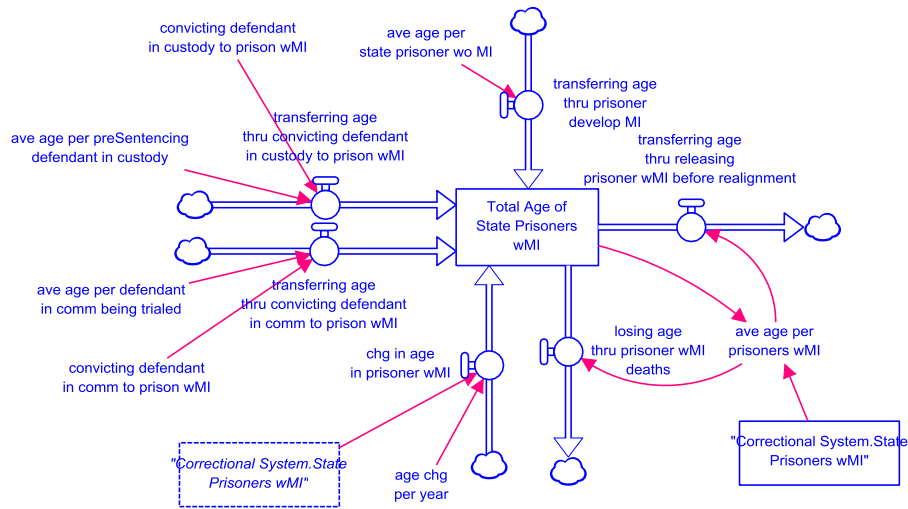 convicting defendant
in custody to prison wMI
ave age per
state prisoner wo MI
transferring age
thru prisoner
develop MI
transferring age
thru convicting defendant
in custody to prison wMI
ave age per preSentencing
defendant in custody
transferring age
thru releasing
prisoner wMI before realignment
Total Age of
State Prisoners
wMI
ave age per defendant
in comm being trialed
transferring age
thru convicting defendant
in comm to prison wMI
convicting defendant
in comm to prison wMI
chg in age
in prisoner wMI
losing age
thru prisoner wMI
deaths
ave age per
prisoners wMI
"Correctional System.State
Prisoners wMI"
age chg
per year
"Correctional System.State
Prisoners wMI"